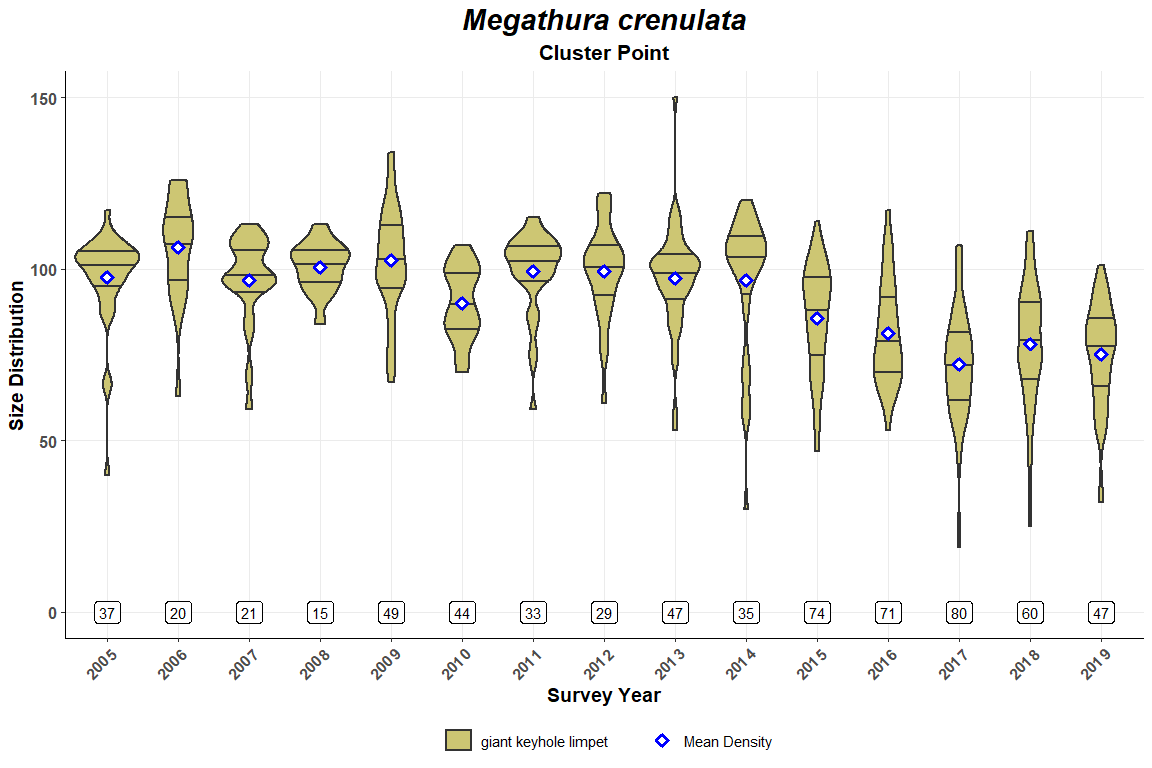 Megathura crenulata
Cluster Point
Size Distribution
150
100
50
0
37 20 21 15 49 44 33 29 47 35 74 71 80 60 47
2005 2006 2007 2008 2009 2010 2011 2012 2013 2014 2015 2016 2017 2018 2019
Survey Year
giant keyhole limpet Mean Density